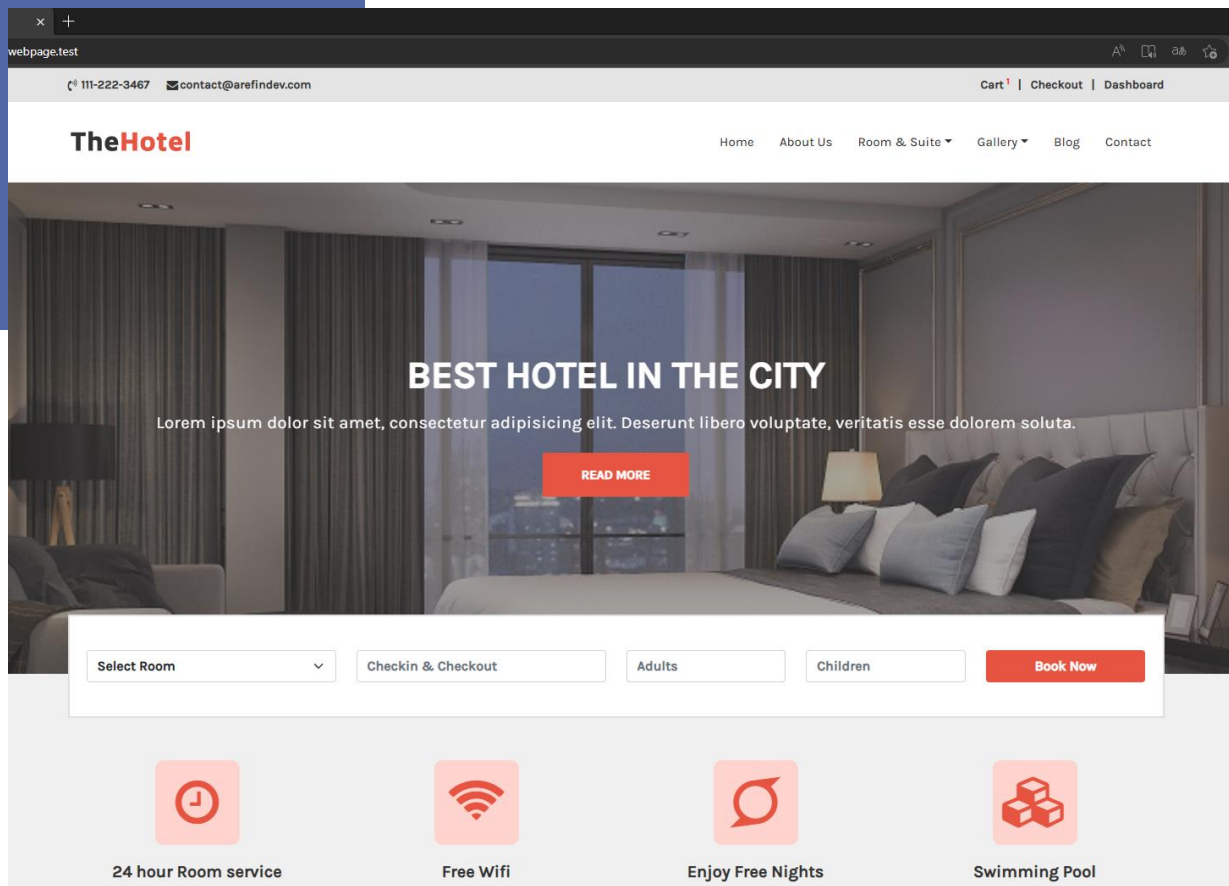 webpage.test
111-222-3467 contact@arefindev.com Cart 1 | Checkout | Dashboard
TheHotel
Home About Us Room & Suite Gallery Blog Contact
BEST HOTEL IN THE CITY
Lorem ipsum dolor sit amet, consectetur adipisicing elit. Deserunt libero voluptate, veritatis esse dolorem soluta.
READ MORE
Select Room Checkin & Checkout Adults Children Book Now
24 hour Room service Free Wifi Enjoy Free Nights Swimming Pool